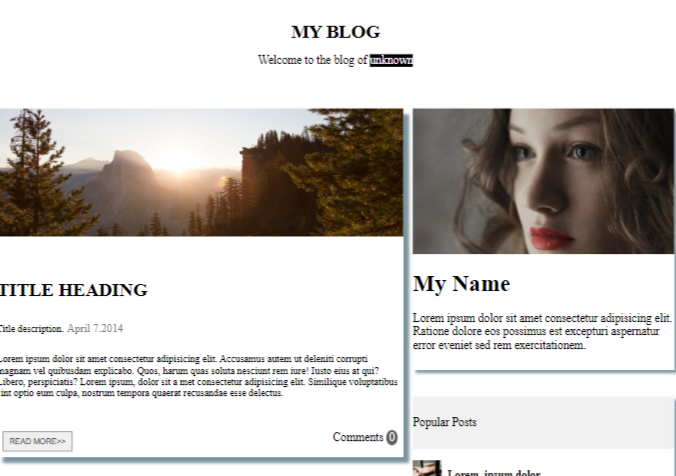 MY BLOG
Welcome to the blog of unknown
TITLE HEADING
Title description. April 7.2014
Lorem ipsum dolor sit amet consectetur adipisicing elit. Accusamus autem ut deleniti corrupti
magnam vel quibusdam explicabo. Quos, harum quas soluta nesciunt rem iure! Iusto eius at qui?
Libero, perspiciatis? Lorem ipsum, dolor sit a met consectetur adipisicing elit. Similique voluptatibus
int optio eum culpa, nostrum tempora quaerat recusandae esse delectus.
READ MORE>>
Comments 0
My Name
Lorem ipsum dolor sit amet consectetur adipisicing elit.
Ratione dolore eos possimus est excepturi aspernatur
error eveniet sed rem exercitationem.
Popular Posts
Lorem, ipsum dolor